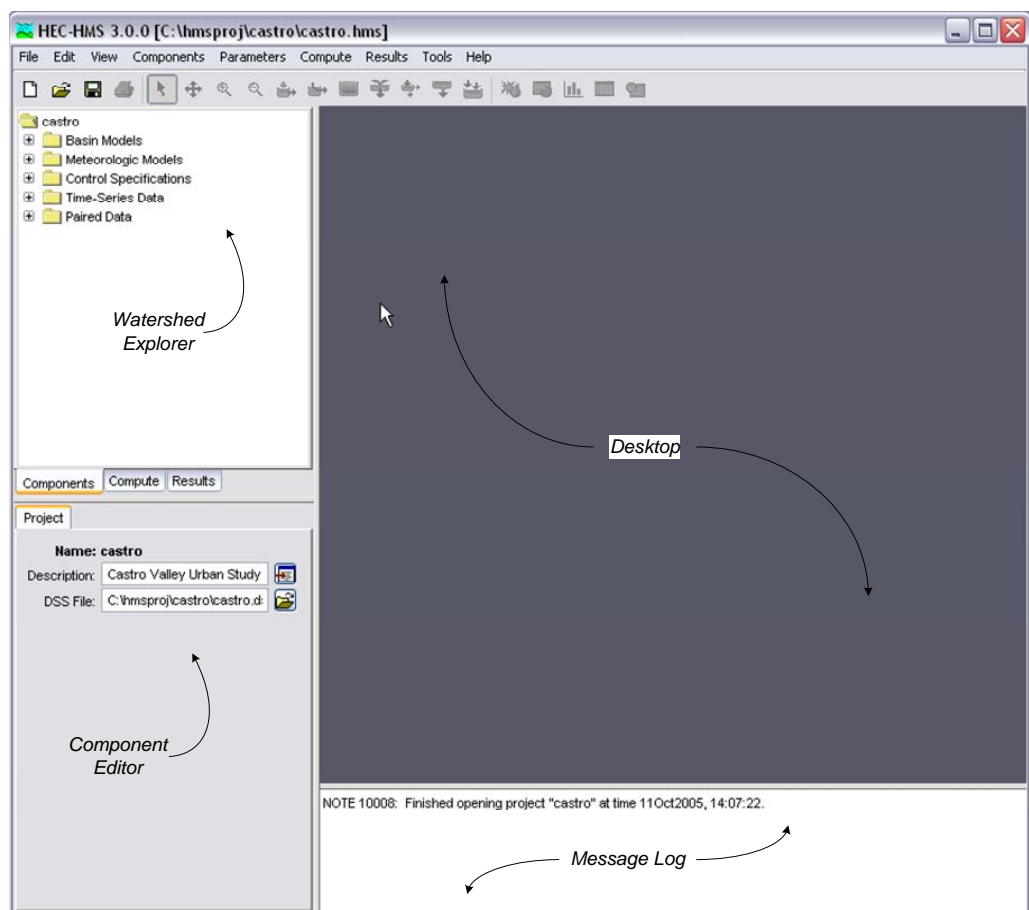 HEC-HMS 3.0.0 [C:\hmsproj\castro\castro.hms]
File Edit View Components Parameters Compute Results Tools Help
castro
Basin Models
Meteorologic Models
Control Specifications
Time-Series Data
Paired Data
Watershed
Explorer
Desktop
Components Compute Results
Project
Name: castro
Description: Castro Valley Urban Study
DSS File: C:\hmsproj\castro\castro.d
Component
Editor
NOTE 10008: Finished opening project "castro" at time 11Oct2005, 14:07:22.
Message Log